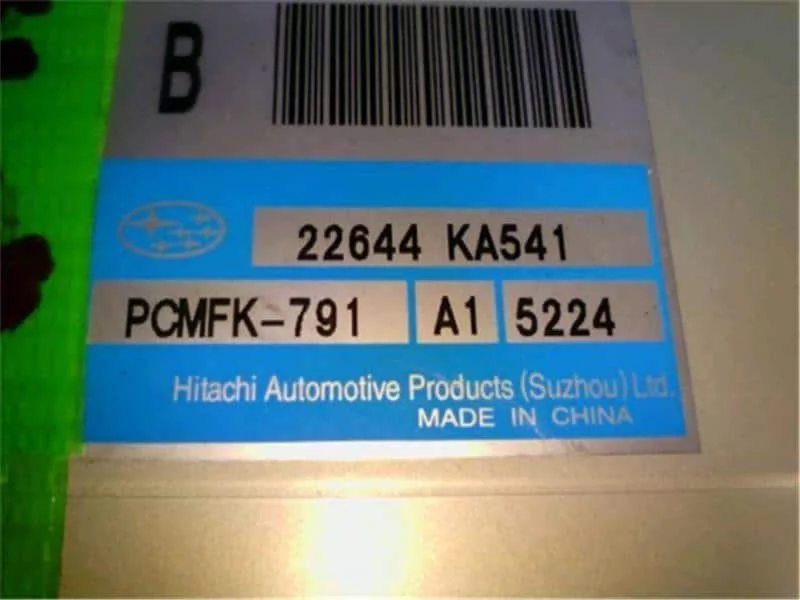 B
22644 KA541
PCMFK-791 A1 5224
Hitachi Automotive Products (Suzhou) Ltd.
MADE IN CHINA